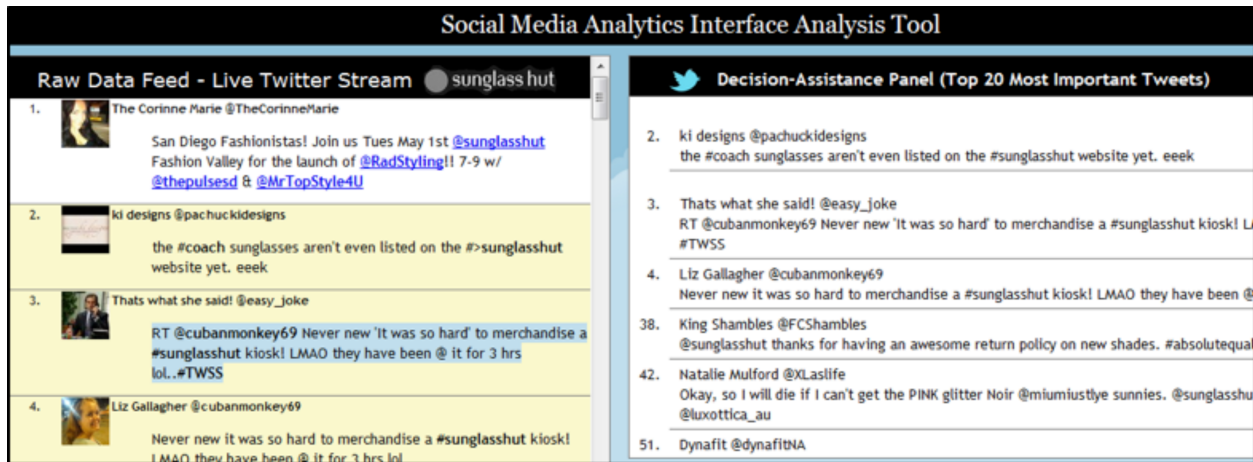 Social Media Analytics Interface Analysis Tool
Raw Data Feed - Live Twitter Stream sunglass hut
1. The Corinne Marie @TheCorinneMarie
San Diego Fashionistas! Join us Tues May 1st @sunglasshut
Fashion Valley for the launch of @RadStyling!! 7-9 w/
@thepulsesd & @MrTopStyle4U
2. ki designs @pachuckidesigns
the #coach sunglasses aren't even listed on the #>sunglasshut
website yet. eeek
3. Thats what she said! @easy_joke
RT @cubanmonkey69 Never new 'It was so hard' to merchandise a
#sunglasshut kiosk! LMAO they have been @ it for 3 hrs
lol..#TWSS
4. Liz Gallagher @cubanmonkey69
Never new it was so hard to merchandise a #sunglasshut kiosk!
LMAO they have been @ it for 3 hrs lol
Decision-Assistance Panel (Top 20 Most Important Tweets)
2. ki designs @pachuckidesigns
the #coach sunglasses aren't even listed on the #sunglasshut website yet. eeek
3. Thats what she said! @easy_joke
RT @cubanmonkey69 Never new 'It was so hard' to merchandise a #sunglasshut kiosk!
#TWSS
4. Liz Gallagher @cubanmonkey69
Never new it was so hard to merchandise a #sunglasshut kiosk! LMAO they have been @
38. King Shambles @FCShambles
@sunglasshut thanks for having an awesome return policy on new shades. #absolutequal
42. Natalie Mulford @XLaslife
Okay, so I will die if I can't get the PINK glitter Noir @miumiustlye sunnies. @sunglasshu
@luxottica_au
51. Dynafit @dynafitNA